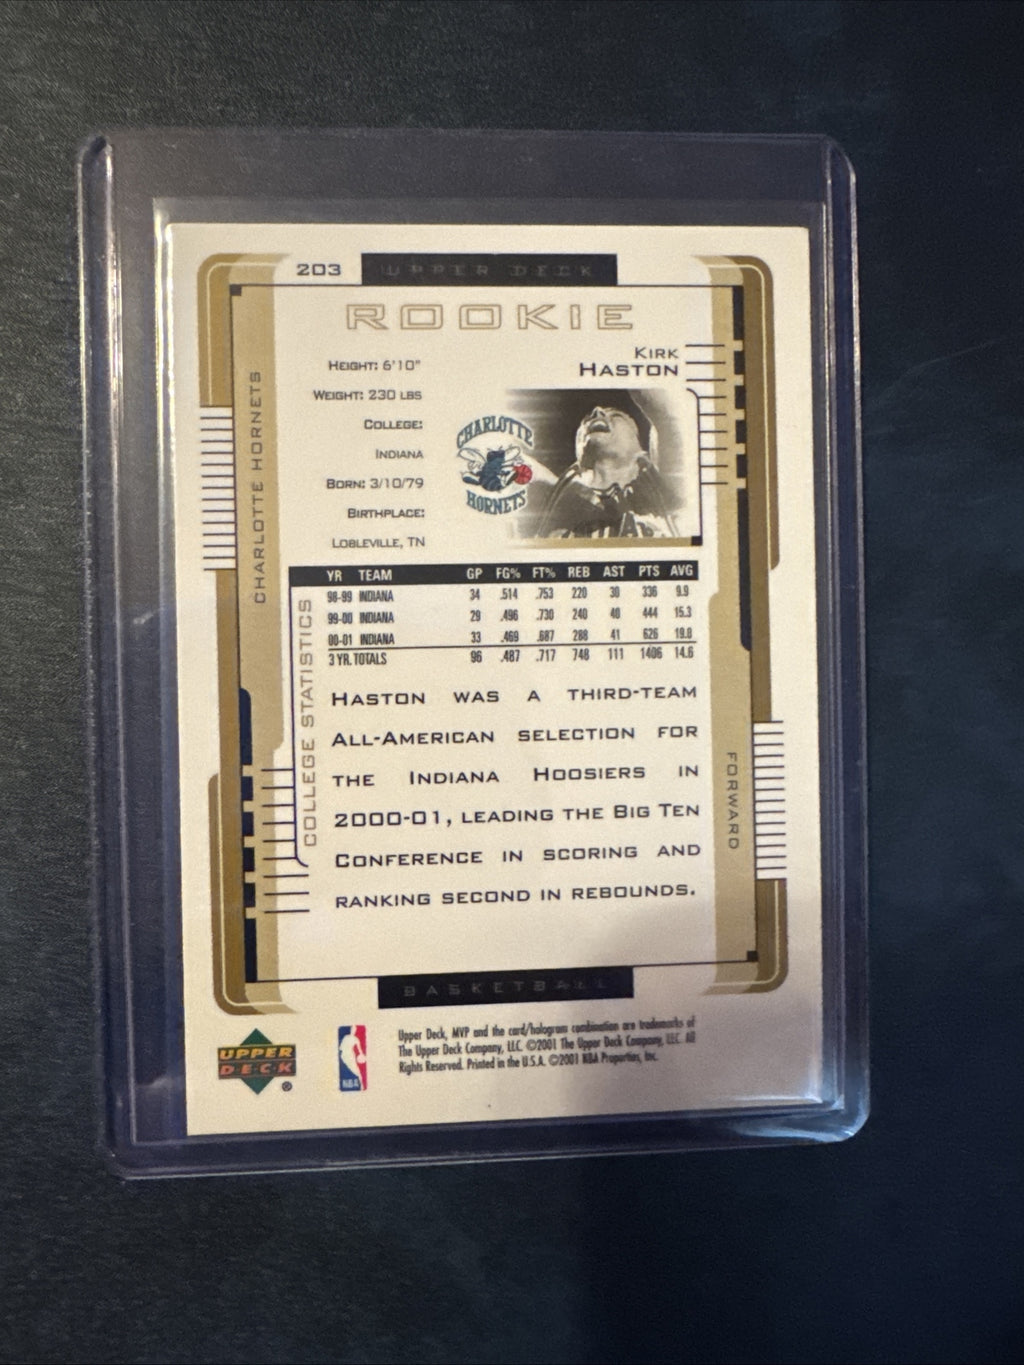 203 UPPER DECK
ROOKIE
KIRK
HASTON
HEIGHT: 6'10"
WEIGHT: 230 LBS
COLLEGE:
INDIANA
BORN: 3/10/79
BIRTHPLACE:
LOBLEVILLE, TN
CHARLOTTE
HORNETS
CHARLOTTE HORNETS
YR TEAM GP FG% FT% REB AST PTS AVG
98-99 INDIANA 34 .514 .753 220 30 336 9.9
99-00 INDIANA 29 .496 .730 240 40 444 15.3
00-01 INDIANA 33 .469 .687 288 41 626 19.0
3 YR. TOTALS 96 .487 .717 748 111 1406 14.6
COLLEGE STATISTICS
HASTON WAS A THIRD-TEAM
ALL-AMERICAN SELECTION FOR
THE INDIANA HOOSIERS IN
2000-01, LEADING THE BIG TEN
CONFERENCE IN SCORING AND
RANKING SECOND IN REBOUNDS.
FORWARD
BASKETBALL
UPPER
DECK
®
NBA
Upper Deck, MVP and the card/hologram combination are trademarks of
The Upper Deck Company, LLC. ©2001 The Upper Deck Company, LLC. All
Rights Reserved. Printed in the U.S.A. ©2001 NBA Properties, Inc.